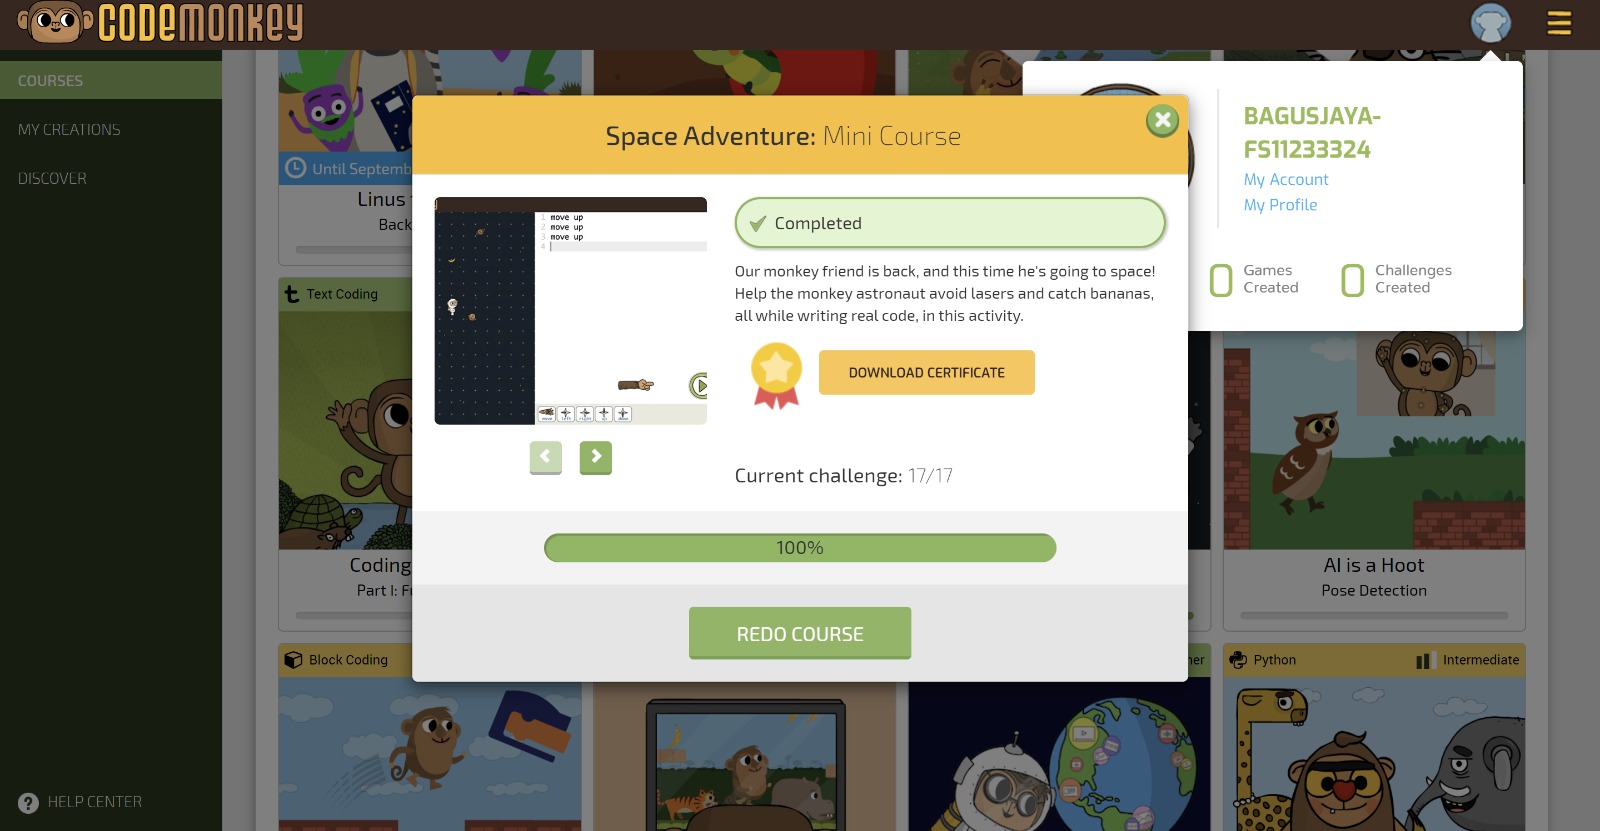 CODEMONKEY
COURSES
MY CREATIONS
DISCOVER
HELP CENTER
BAGUSJAYA-
FS11233324
My Account
My Profile
0 Games
Created
0 Challenges
Created
Until Septemb
Linus
Back
Text Coding
Coding
Part I: F
AI is a Hoot
Pose Detection
Block Coding
ner
Python
Intermediate
Space Adventure: Mini Course
1 move up
2 move up
3 move up
4
Completed
Our monkey friend is back, and this time he's going to space!
Help the monkey astronaut avoid lasers and catch bananas,
all while writing real code, in this activity.
DOWNLOAD CERTIFICATE
Current challenge: 17/17
100%
REDO COURSE